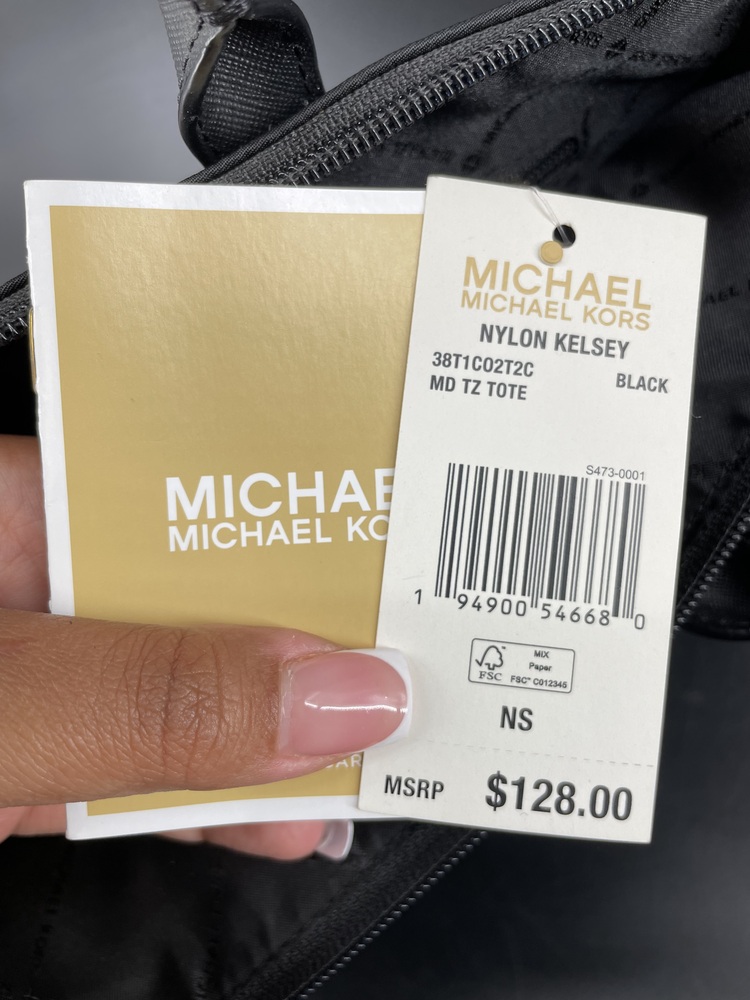 MICHAE
MICHAEL KO
MICHAEL
MICHAEL KORS
NYLON KELSEY
38T1CO2T2C
MD TZ TOTE
BLACK
S473-0001
1 94900 54668 0
FSC
MIX
Paper
FSC™ C012345
NS
MSRP $128.00